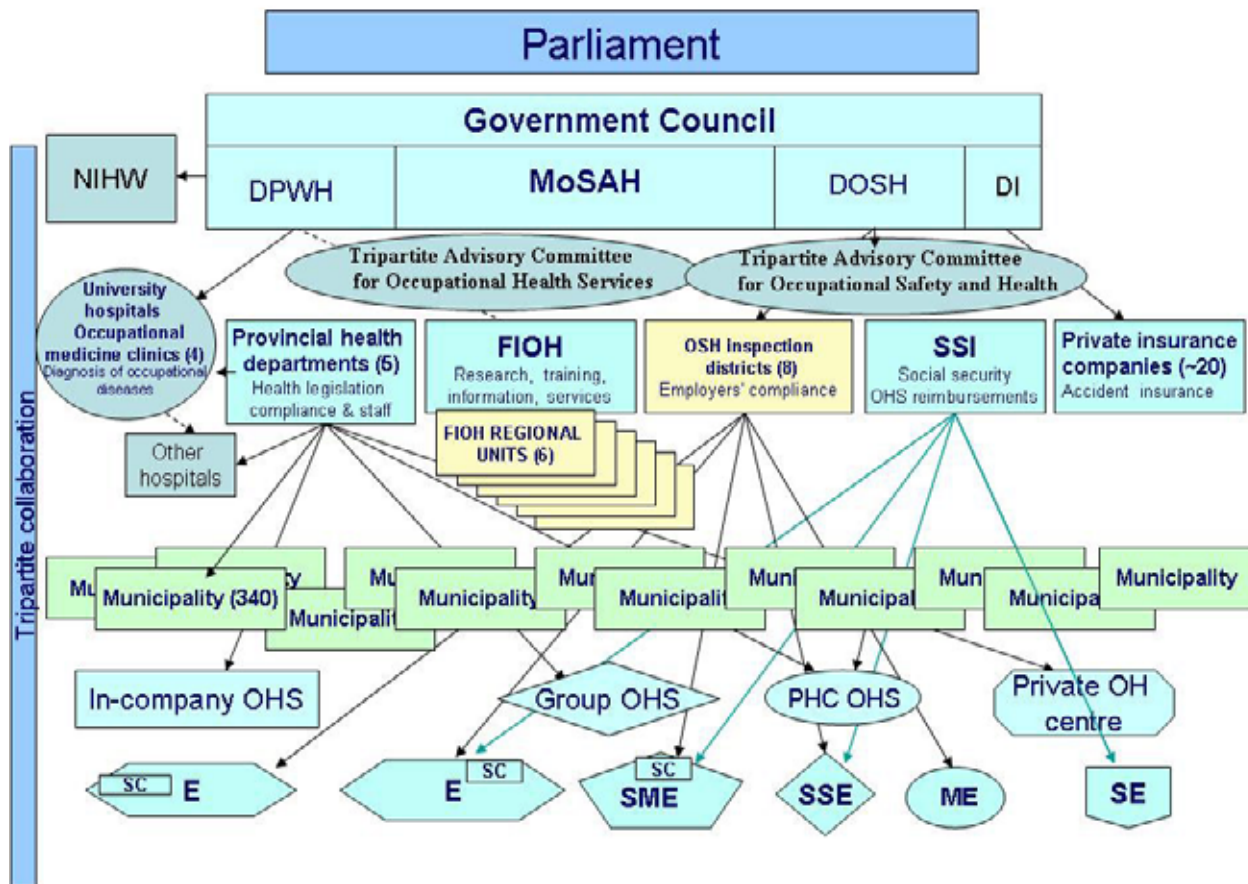 Parliament
Government Council
NIHW
DPWH
MoSAH
DOSH
DI
Tripartite Advisory Committee
for Occupational Health Services
Tripartite Advisory Committee
for Occupational Safety and Health
University
hospitals
Occupational
medicine clinics (4)
Diagnosis of occupational
diseases
Provincial health
departments (5)
Health legislation
compliance & staff
FIOH
Research, training,
information, services
OSH inspection
districts (8)
Employers' compliance
SSI
Social security
OHS reimbursements
Private insurance
companies (~20)
Accident insurance
Other
hospitals
FIOH REGIONAL
UNITS (6)
Tripartite collaboration
Municipality (340)
Municipality
Municipality
Municipality
Municipality
In-company OHS
Group OHS
PHC OHS
Private OH
centre
SC
E
E
SC
SC
SME
SSE
ME
SE